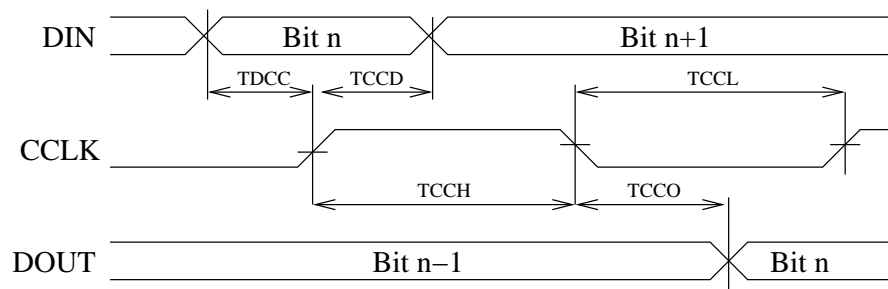 DIN Bit n Bit n+1
TDCC TCCD TCCL
CCLK
TCCH TCCO
DOUT Bit n−1 Bit n